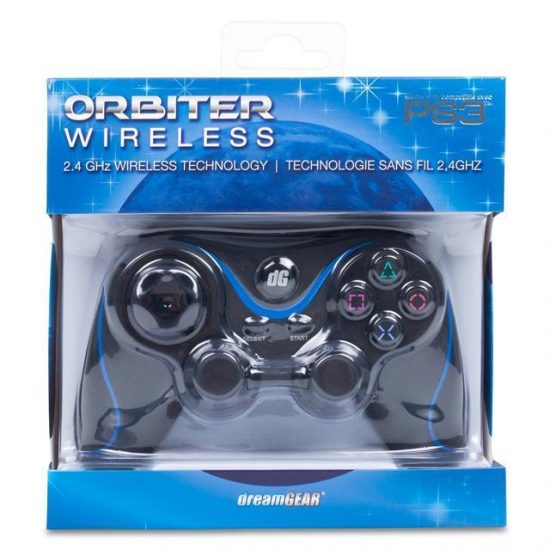 ORBITER
WIRELESS
PS3
2.4 GHz WIRELESS TECHNOLOGY | TECHNOLOGIE SANS FIL 2,4GHZ
dG
SELECT
START
dreamGEAR®